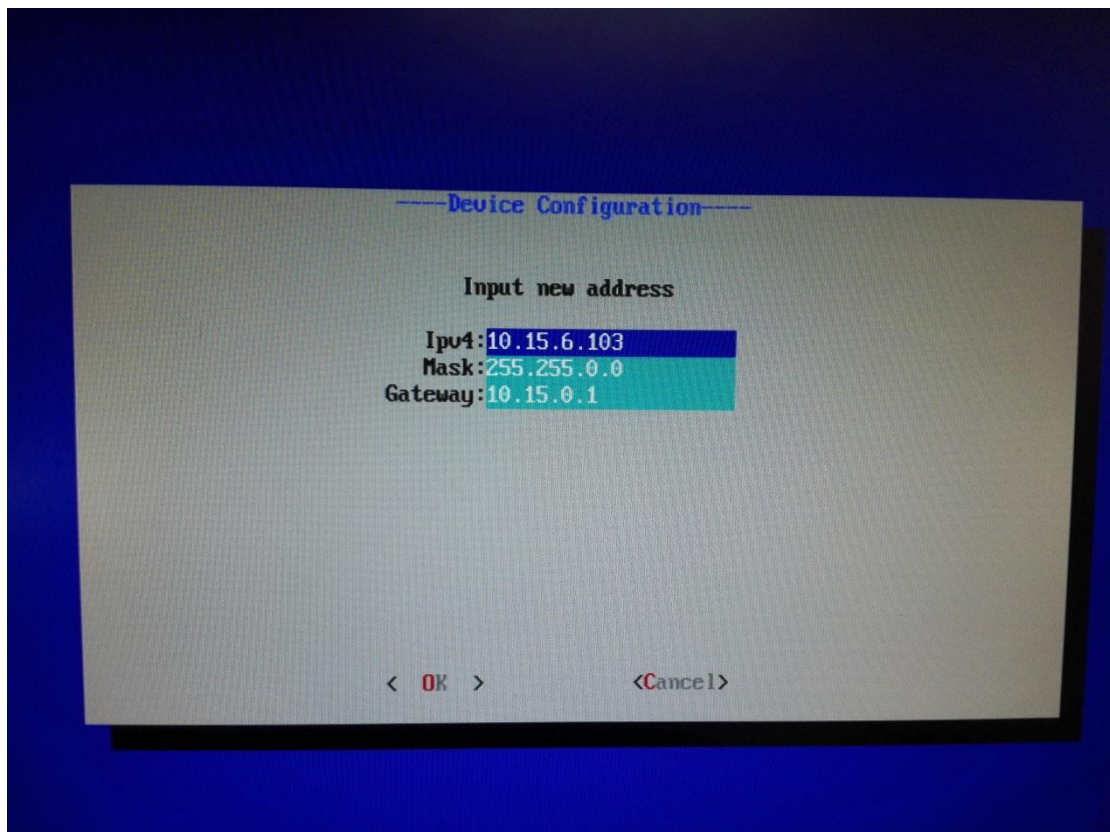 ----Device Configuration----
Input new address
Ipv4:10.15.6.103
Mask:255.255.0.0
Gateway:10.15.0.1
< OK > <Cancel>